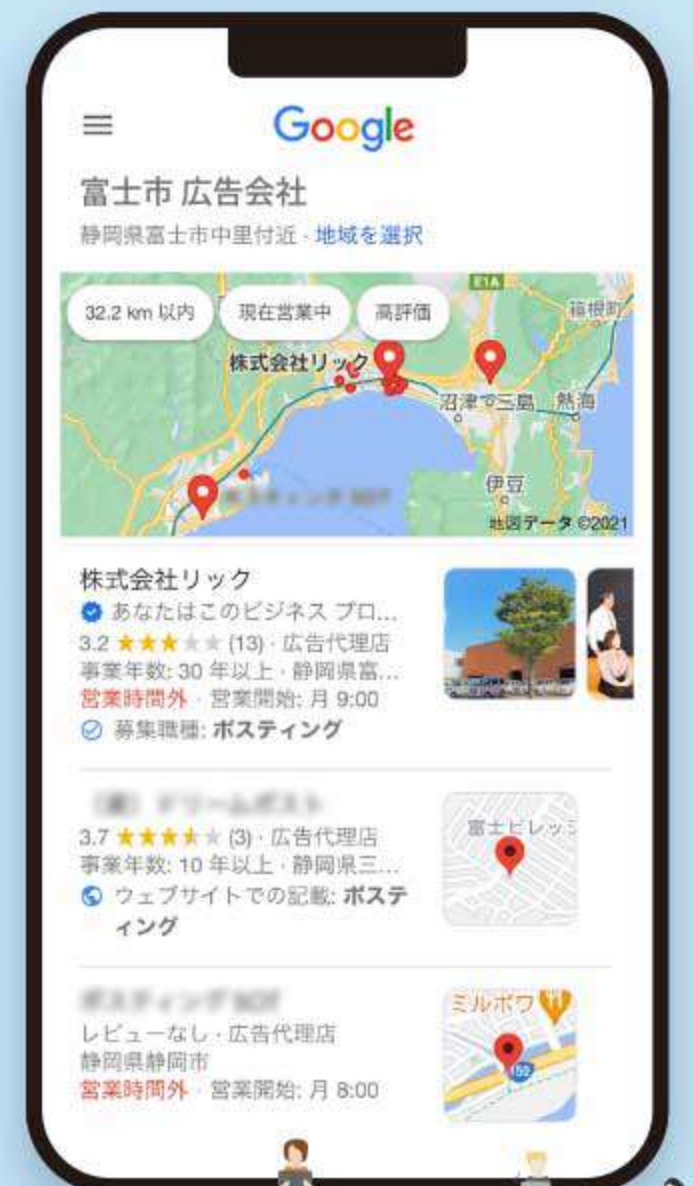 Google
富士市 広告会社
静岡県富士市中里付近 · 地域を選択
E1A
32.2 km 以内
現在営業中
高評価
箱根町
株式会社リック
沼津
三島
熱海
伊豆
地図データ ©2021
株式会社リック
あなたはこのビジネス プロ...
3.2 ★★★★★ (13) · 広告代理店
事業年数: 30 年以上 · 静岡県富...
営業時間外 · 営業開始: 月 9:00
募集職種: ポスティング
3.7 ★★★★★ (3) · 広告代理店
富士ビレッジ
事業年数: 10 年以上 · 静岡県三...
ウェブサイトでの記載: ポステ
ィング
ミルポワ
レビューなし · 広告代理店
静岡県静岡市
150
営業時間外 · 営業開始: 月 8:00